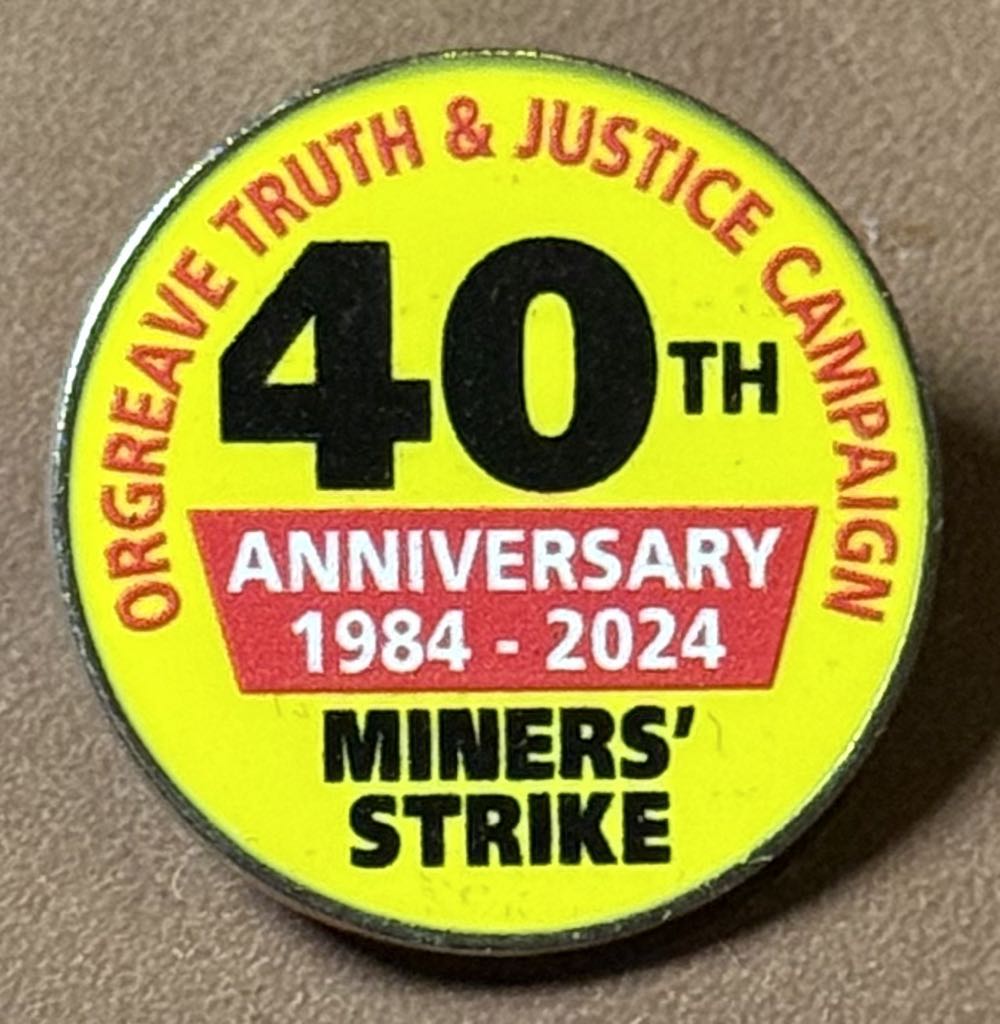 ORGREAVE TRUTH & JUSTICE CAMPAIGN
40TH
ANNIVERSARY
1984 - 2024
MINERS'
STRIKE